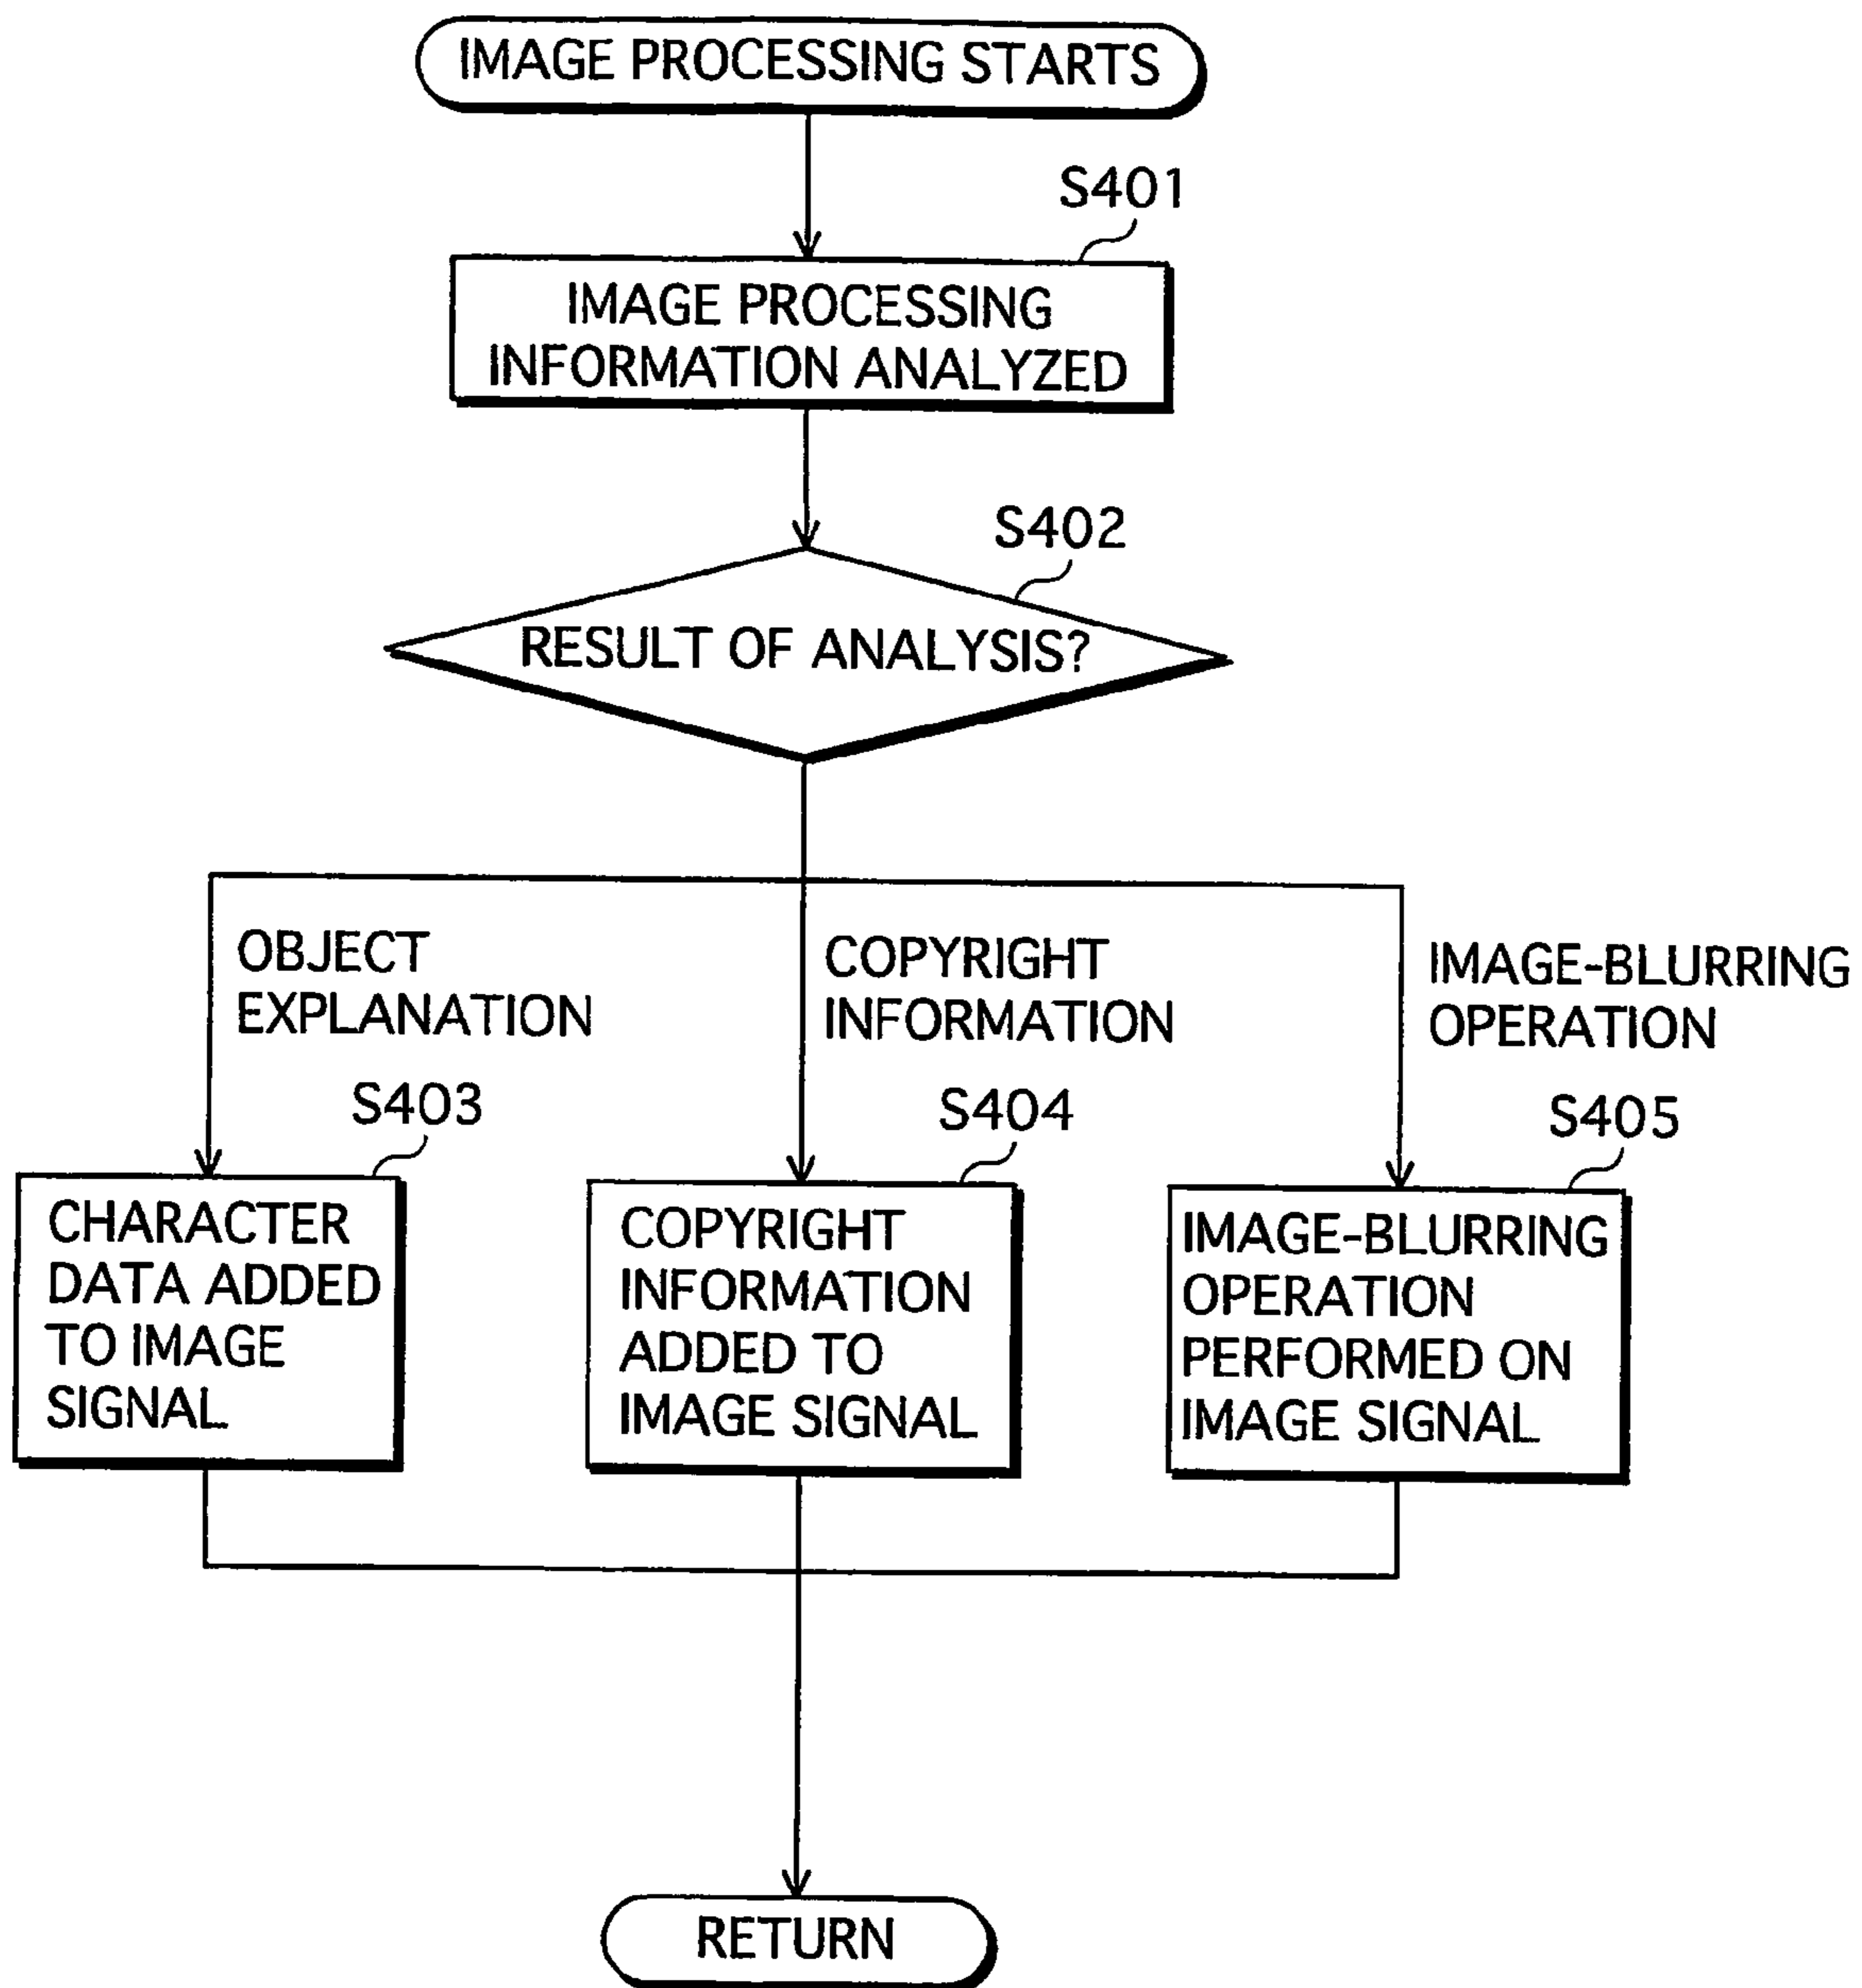 IMAGE PROCESSING STARTS
S401
IMAGE PROCESSING
INFORMATION ANALYZED
S402
RESULT OF ANALYSIS?
OBJECT
EXPLANATION
COPYRIGHT
INFORMATION
IMAGE-BLURRING
OPERATION
S403
S404
S405
CHARACTER
DATA ADDED
TO IMAGE
SIGNAL
COPYRIGHT
INFORMATION
ADDED TO
IMAGE SIGNAL
IMAGE-BLURRING
OPERATION
PERFORMED ON
IMAGE SIGNAL
RETURN